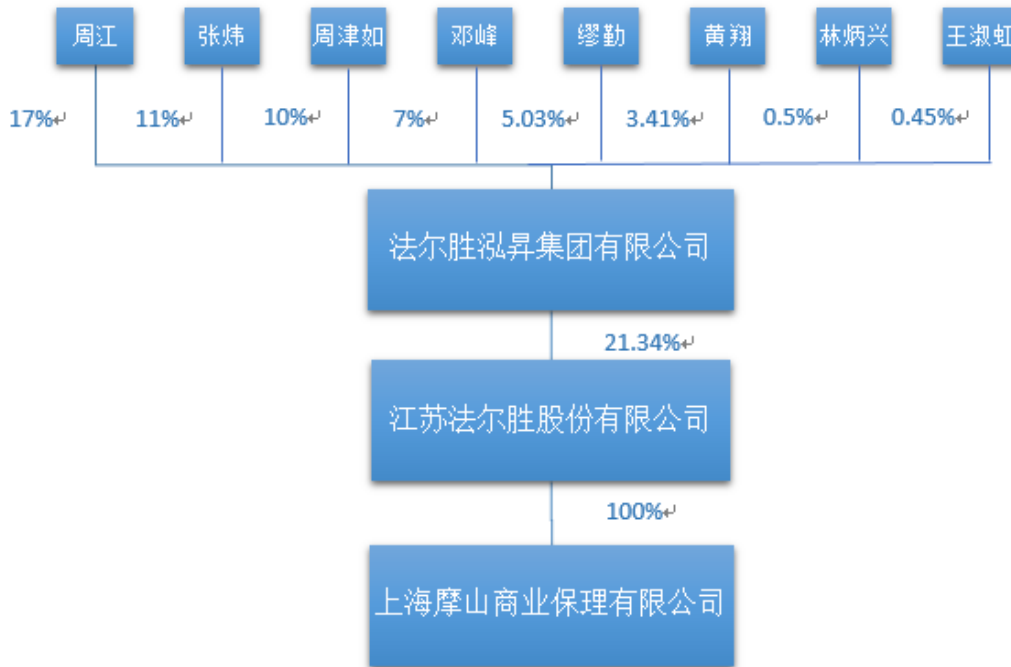 周江 张炜 周津如 邓峰 缪勤 黄翔 林炳兴 王淑虹
17%↵ 11%↵ 10%↵ 7%↵ 5.03%↵ 3.41%↵ 0.5%↵ 0.45%↵
法尔胜泓昇集团有限公司
21.34%↵
江苏法尔胜股份有限公司
100%↵
上海摩山商业保理有限公司